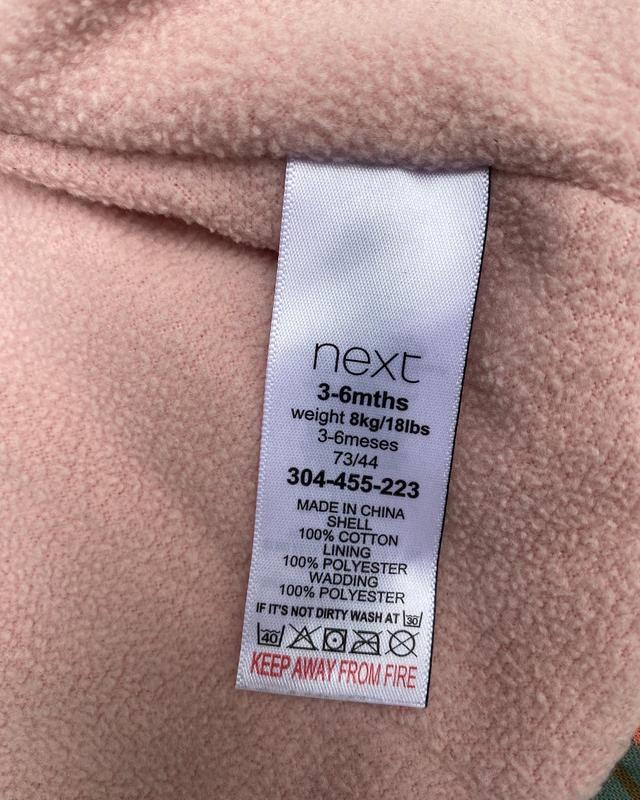 next
3-6mths
weight 8kg/18lbs
3-6meses
73/44
304-455-223
MADE IN CHINA
SHELL
100% COTTON
LINING
100% POLYESTER
WADDING
100% POLYESTER
IF IT'S NOT DIRTY WASH AT 30
40
KEEP AWAY FROM FIRE